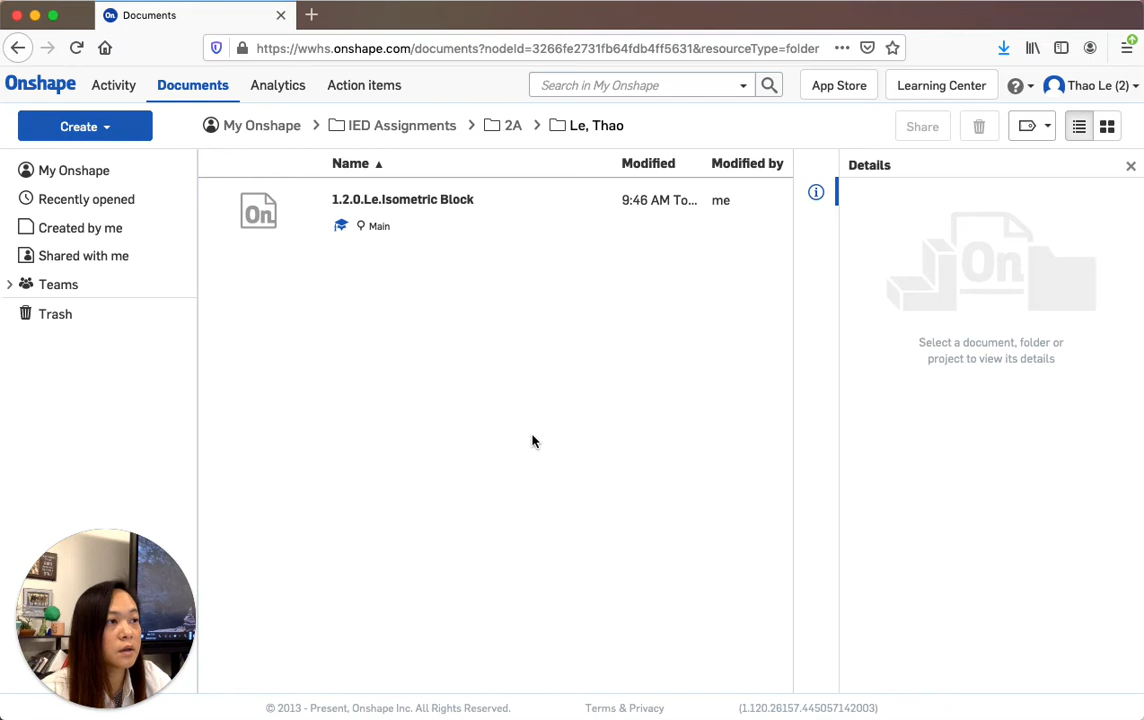 On Documents
https://wwhs.onshape.com/documents?nodeId=3266fe2731fb64fdb4ff5631&resourceType=folder
Onshape Activity Documents Analytics Action items Search in My Onshape App Store Learning Center Thao Le (2)
Create My Onshape IED Assignments 2A Le, Thao Share
My Onshape
Recently opened
Created by me
Shared with me
Teams
Trash
Name Modified Modified by
On 1.2.0.Le.Isometric Block 9:46 AM To... me
Main
Details
On
Select a document, folder or
project to view its details
© 2013 - Present, Onshape Inc. All Rights Reserved. Terms & Privacy (1.120.26157.445057142003)